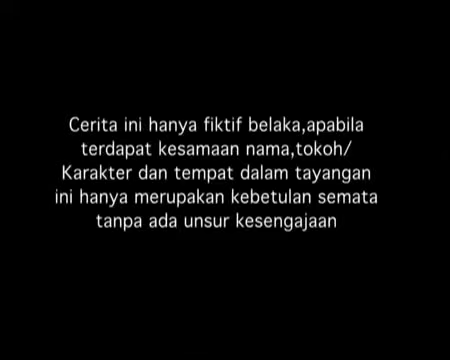 Cerita ini hanya fiktif belaka,apabila
terdapat kesamaan nama,tokoh/
Karakter dan tempat dalam tayangan
ini hanya merupakan kebetulan semata
tanpa ada unsur kesengajaan